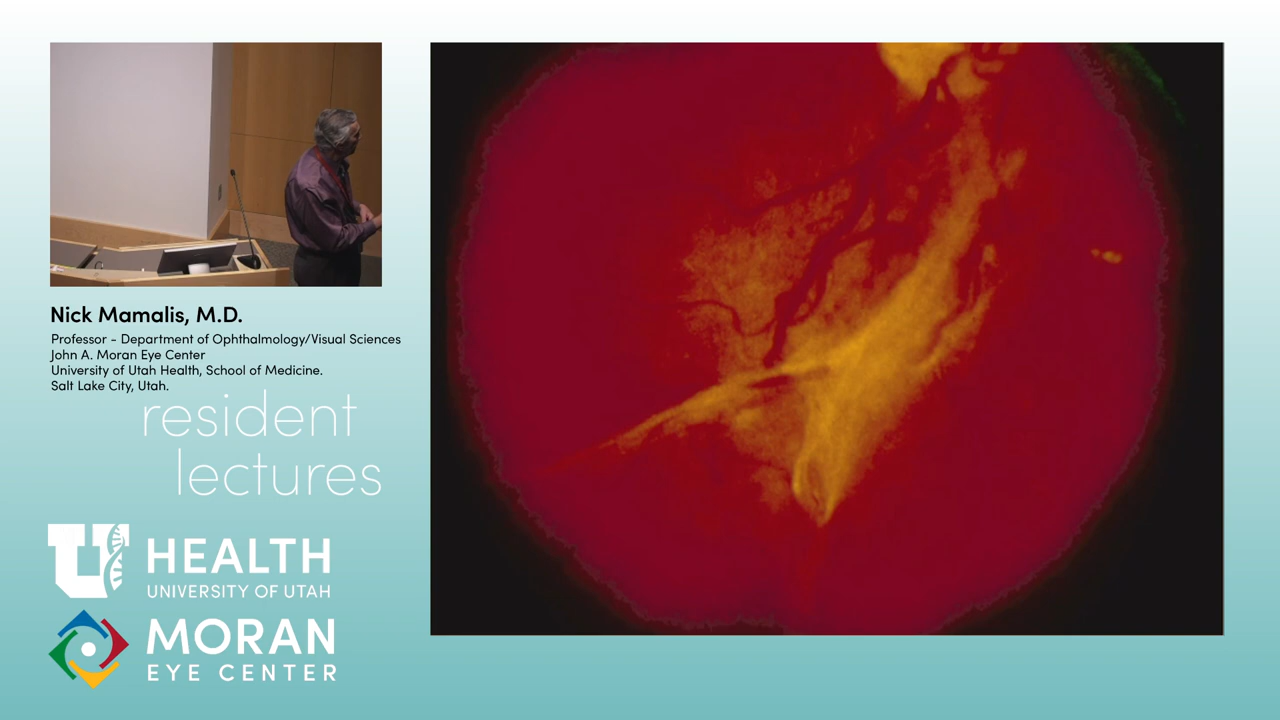 Nick Mamalis, M.D.
Professor - Department of Ophthalmology/Visual Sciences
John A. Moran Eye Center
University of Utah Health, School of Medicine.
Salt Lake City, Utah.
resident
lectures
U
HEALTH
UNIVERSITY OF UTAH
MORAN
EYE CENTER